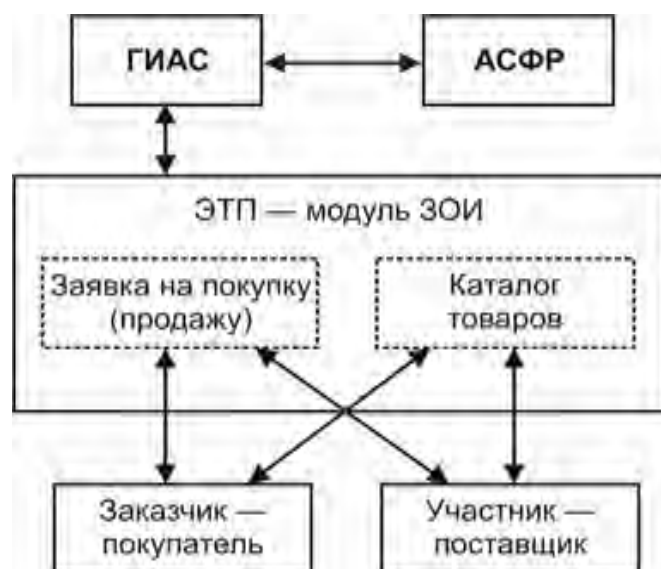 ГИАС
АСФР
ЭТП — модуль ЗОИ
Заявка на покупку
(продажу)
Каталог
товаров
Заказчик —
покупатель
Участник —
поставщик